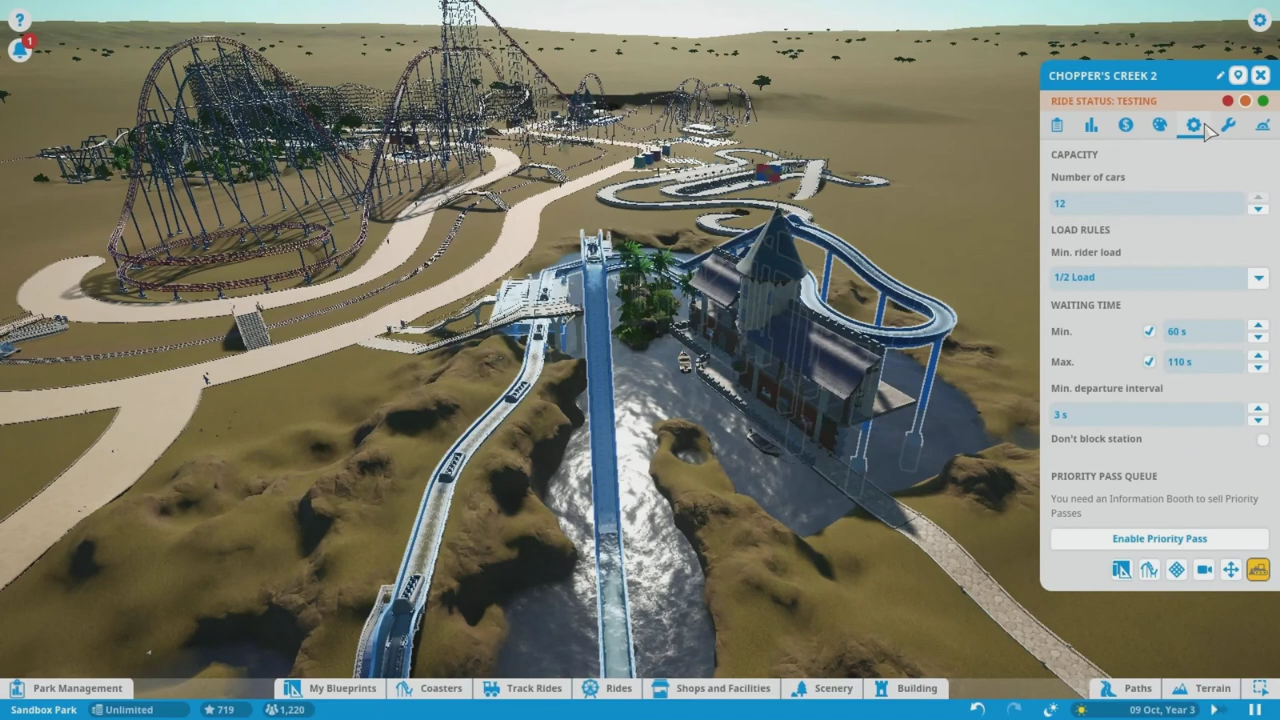 ?
1
CHOPPER'S CREEK 2
RIDE STATUS: TESTING
CAPACITY
Number of cars
12
LOAD RULES
Min. rider load
1/2 Load
WAITING TIME
Min. 60 s
Max. 110 s
Min. departure interval
3 s
Don't block station
PRIORITY PASS QUEUE
You need an Information Booth to sell Priority
Passes
Enable Priority Pass
Park Management My Blueprints Coasters Track Rides Rides Shops and Facilities Scenery Building Paths Terrain
Sandbox Park Unlimited 719 1,220 09 Oct, Year 3